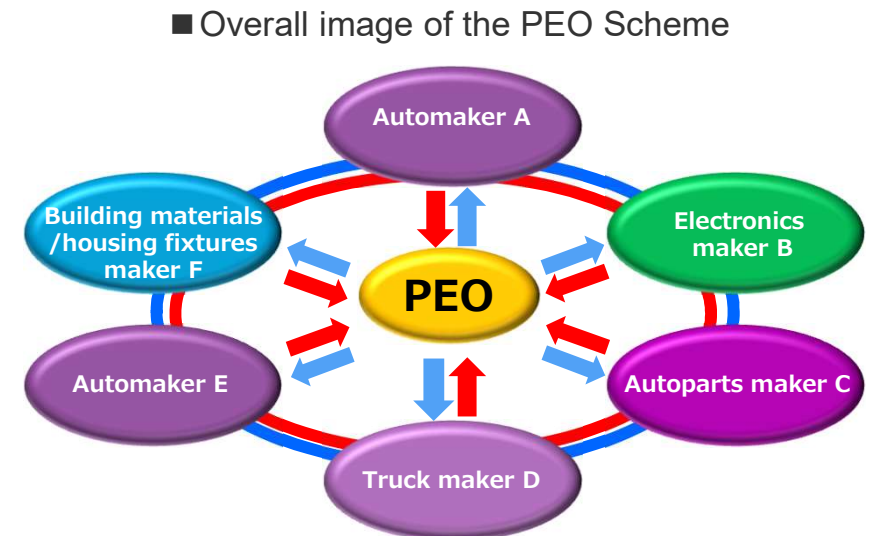 ■ Overall image of the PEO Scheme
Automaker A
Building materials
/housing fixtures
maker F
Electronics
maker B
PEO
Automaker E
Autoparts maker C
Truck maker D